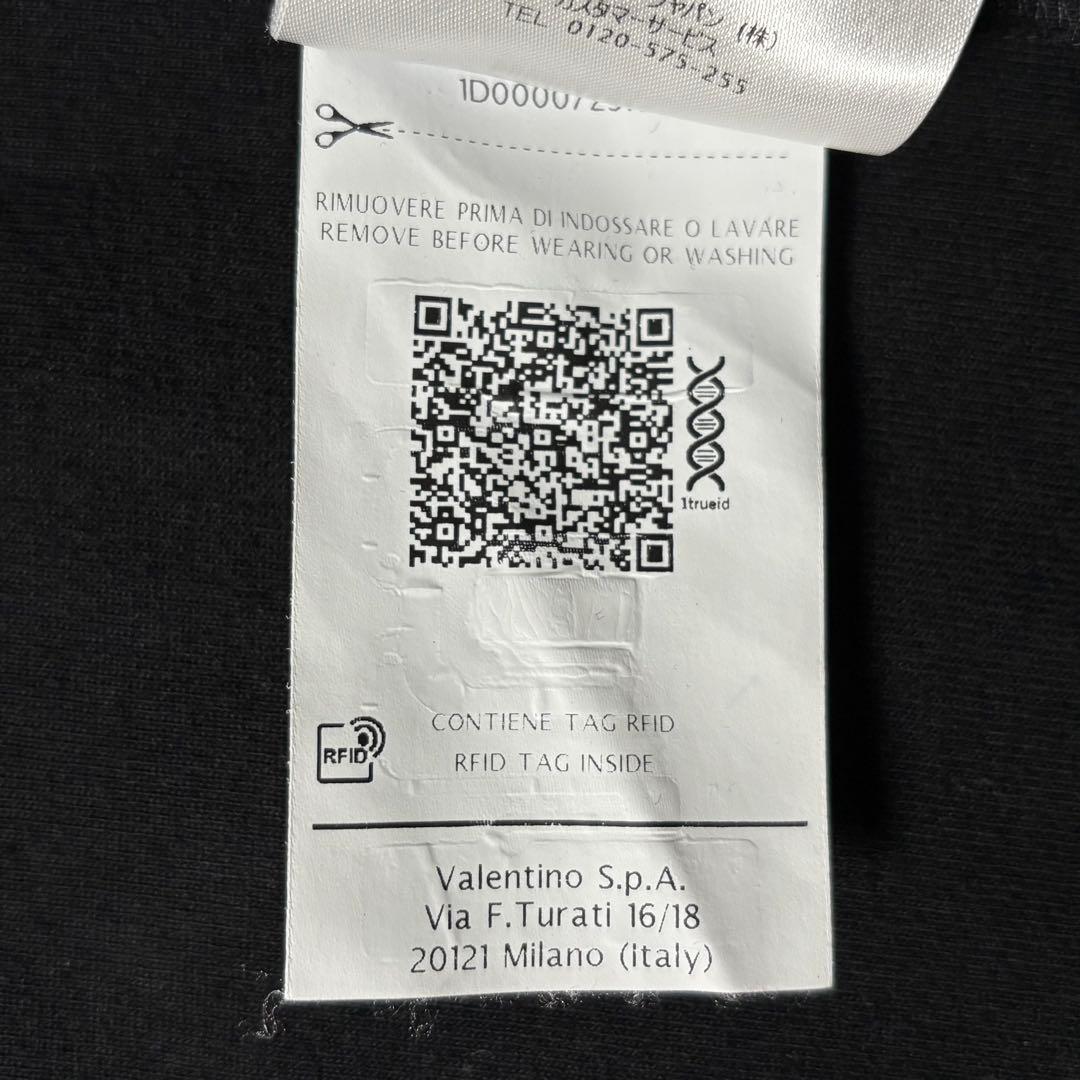 ジャパン (株)
カスタマーサービス
TEL 0120-575-255
RIMUOVERE PRIMA DI INDOSSARE O LAVARE
REMOVE BEFORE WEARING OR WASHING
1trueid
RFID
CONTIENE TAG RFID
RFID TAG INSIDE
Valentino S.p.A.
Via F.Turati 16/18
20121 Milano (Italy)